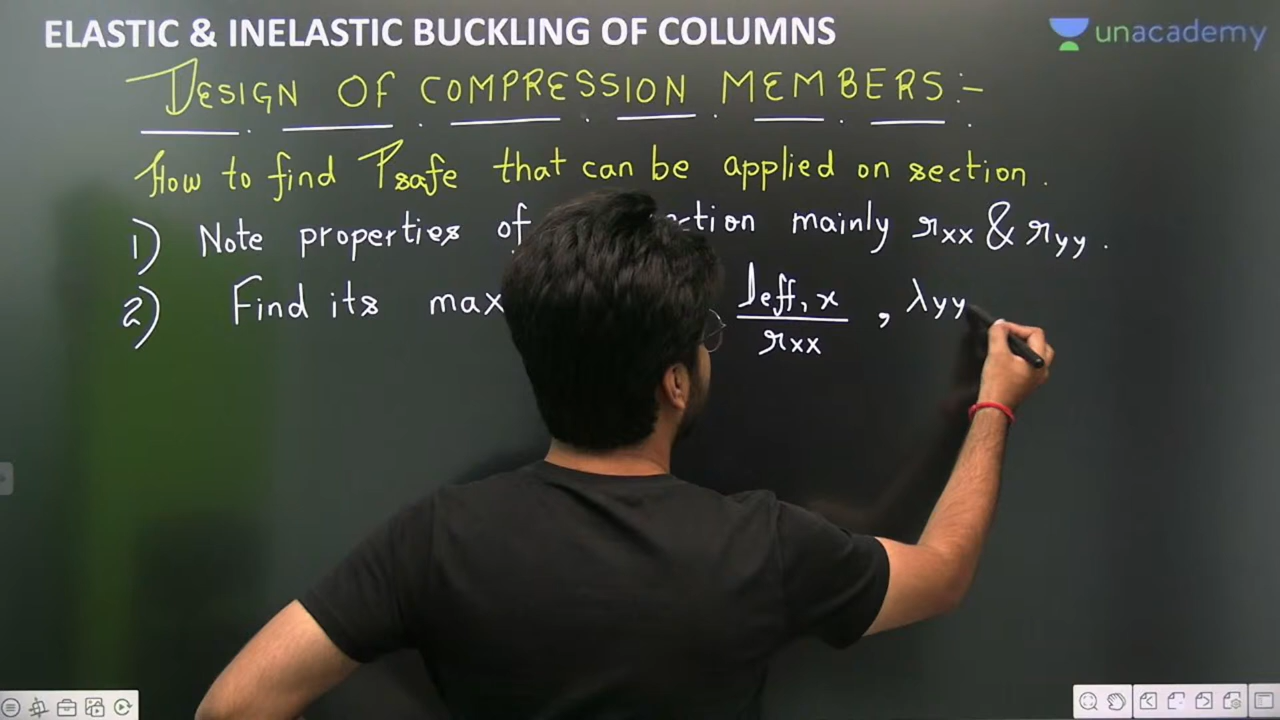 ELASTIC & INELASTIC BUCKLING OF COLUMNS
unacademy
DESIGN OF COMPRESSION MEMBERS:-
How to find Psafe that can be applied on section.
1) Note properties of ction mainly rxx & ryy.
2) Find its max leff,x / rxx , λyy